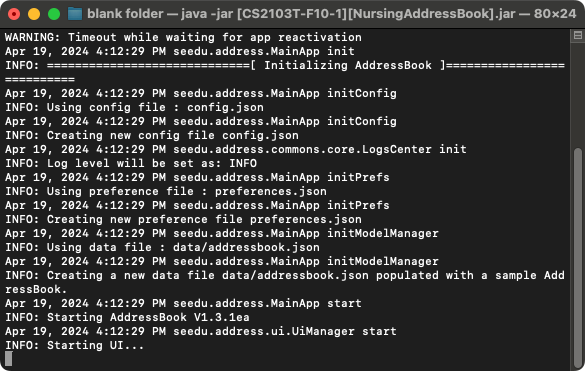 blank folder — java -jar [CS2103T-F10-1][NursingAddressBook].jar — 80×24
WARNING: Timeout while waiting for app reactivation
Apr 19, 2024 4:12:29 PM seedu.address.MainApp init
INFO: =============================[ Initializing AddressBook ]=================
==========
Apr 19, 2024 4:12:29 PM seedu.address.MainApp initConfig
INFO: Using config file : config.json
Apr 19, 2024 4:12:29 PM seedu.address.MainApp initConfig
INFO: Creating new config file config.json
Apr 19, 2024 4:12:29 PM seedu.address.commons.core.LogsCenter init
INFO: Log level will be set as: INFO
Apr 19, 2024 4:12:29 PM seedu.address.MainApp initPrefs
INFO: Using preference file : preferences.json
Apr 19, 2024 4:12:29 PM seedu.address.MainApp initPrefs
INFO: Creating new preference file preferences.json
Apr 19, 2024 4:12:29 PM seedu.address.MainApp initModelManager
INFO: Using data file : data/addressbook.json
Apr 19, 2024 4:12:29 PM seedu.address.MainApp initModelManager
INFO: Creating a new data file data/addressbook.json populated with a sample Add
ressBook.
Apr 19, 2024 4:12:29 PM seedu.address.MainApp start
INFO: Starting AddressBook V1.3.1ea
Apr 19, 2024 4:12:29 PM seedu.address.ui.UiManager start
INFO: Starting UI...